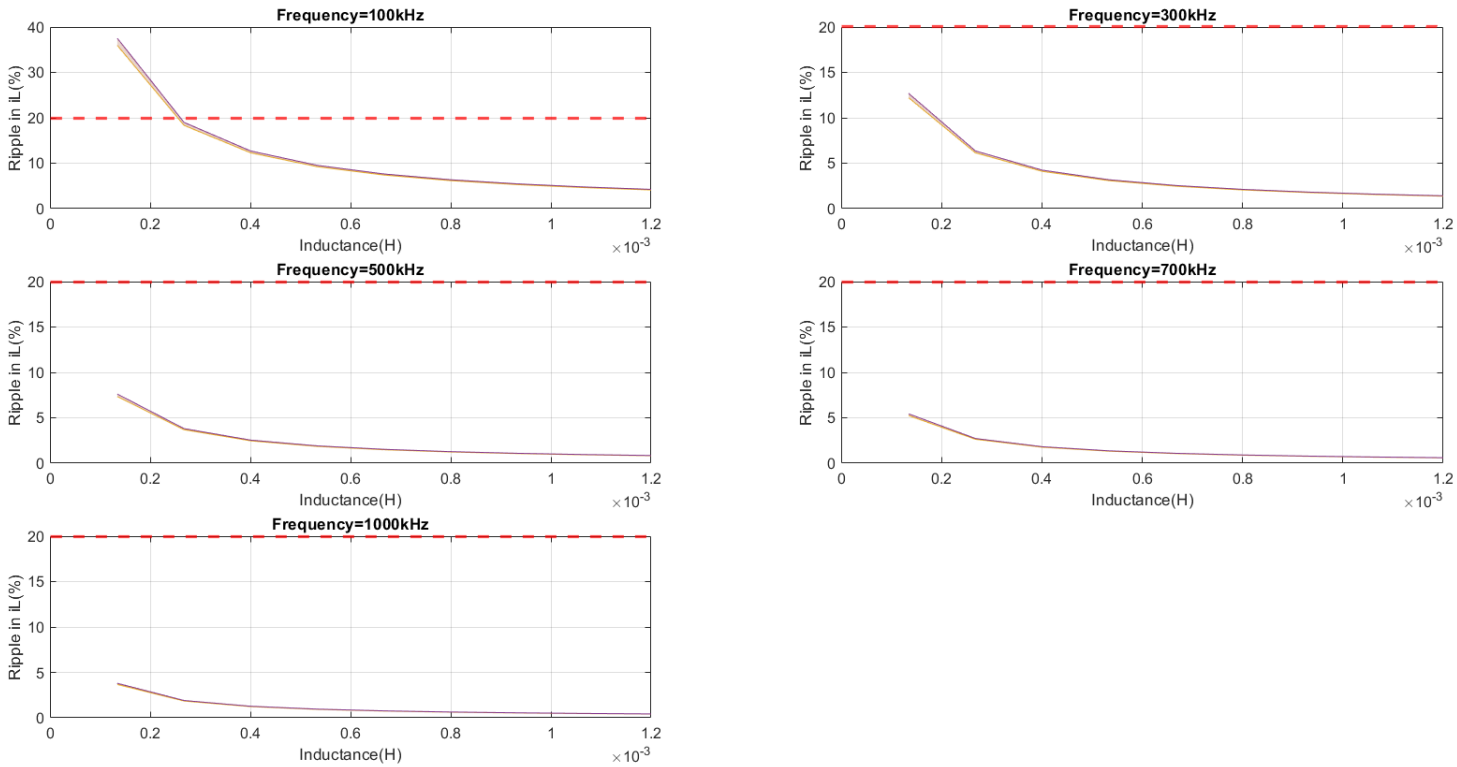 Frequency=100kHz
Ripple in iL(%)
40
30
20
10
0
0 0.2 0.4 0.6 0.8 1 1.2
Inductance(H)
×10-3
Frequency=300kHz
Ripple in iL(%)
20
15
10
5
0
0 0.2 0.4 0.6 0.8 1 1.2
Inductance(H)
×10-3
Frequency=500kHz
Ripple in iL(%)
20
15
10
5
0
0 0.2 0.4 0.6 0.8 1 1.2
Inductance(H)
×10-3
Frequency=700kHz
Ripple in iL(%)
20
15
10
5
0
0 0.2 0.4 0.6 0.8 1 1.2
Inductance(H)
×10-3
Frequency=1000kHz
Ripple in iL(%)
20
15
10
5
0
0 0.2 0.4 0.6 0.8 1 1.2
Inductance(H)
×10-3